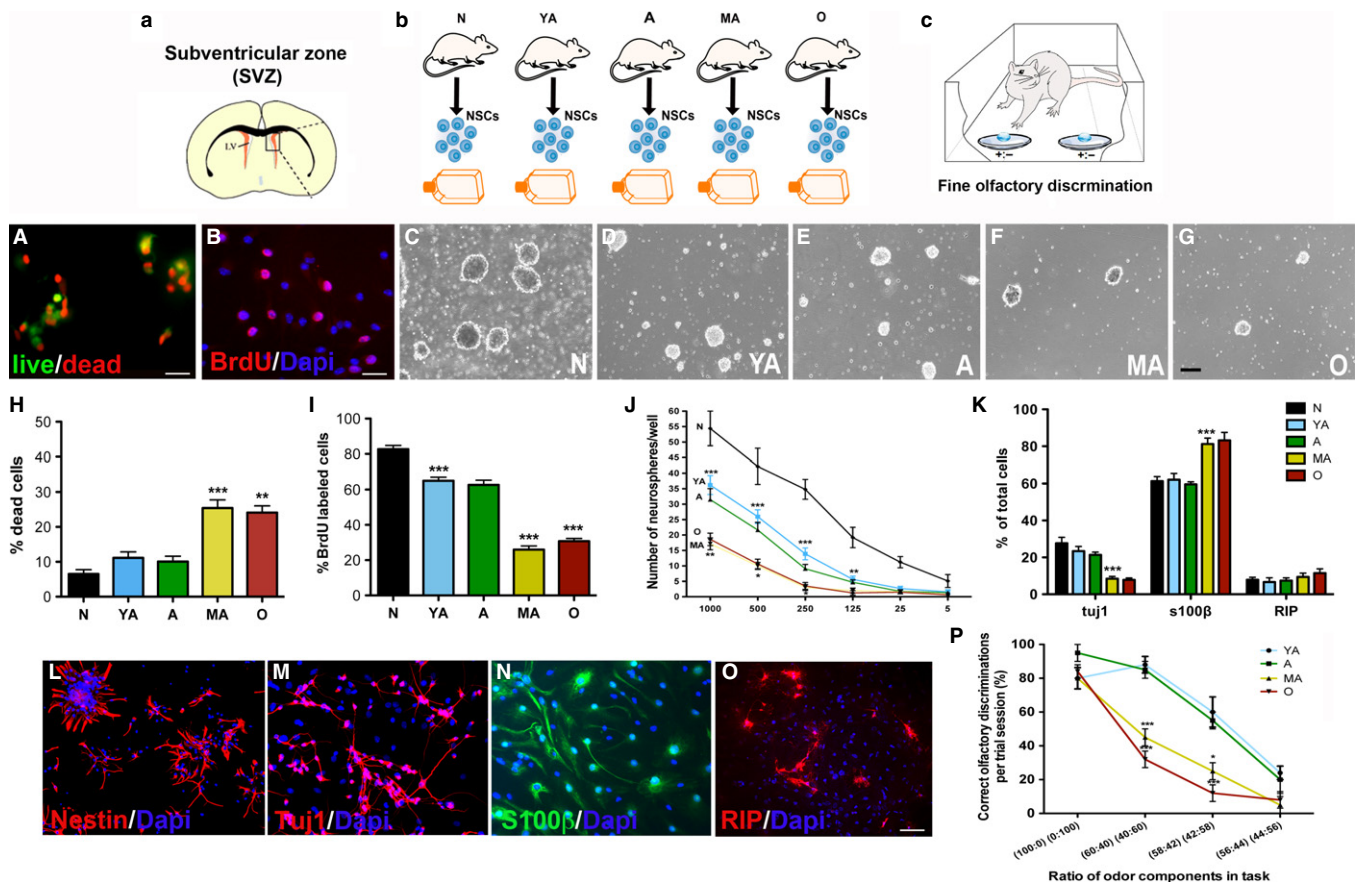 a
Subventricular zone
(SVZ)
LV
b
N YA A MA O
NSCs NSCs NSCs NSCs NSCs
c
+:- +:-
Fine olfactory discrmination
A
live/dead
B
BrdU/Dapi
C
N
D
YA
E
A
F
MA
G
O
H
% dead cells
50
40
30
20
10
0
*** **
N YA A MA O
I
%BrdU labeled cells
100
80
60
40
20
0
*** *** ***
N YA A MA O
J
Number of neurospheres/well
60
55
50
45
40
35
30
25
20
15
10
5
0
N
YA
A
O
MA
*** *** *** **
** * *
1000 500 250 125 25 5
K
% of total cells
100
80
60
40
20
0
*** ***
tuj1 s100β RIP
N
YA
A
MA
O
L
Nestin/Dapi
M
Tuj1/Dapi
N
S100β/Dapi
O
RIP/Dapi
P
Correct olfactory discriminations
per trial session (%)
100
80
60
40
20
0
YA
A
MA
O
*** *
*** ***
(100:0) (0:100) (60:40) (40:60) (58:42) (42:58) (56:44) (44:56)
Ratio of odor components in task